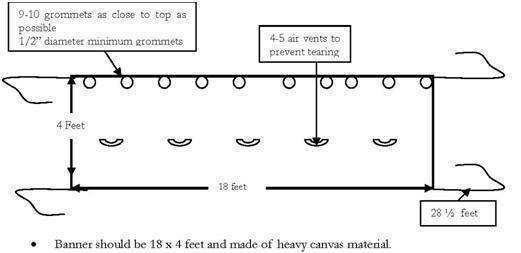 9-10 grommets as close to top as
possible
1/2" diameter minimum grommets
4-5 air vents to
prevent tearing
4 Feet
18 feet
28 ½ feet
• Banner should be 18 x 4 feet and made of heavy canvas material.